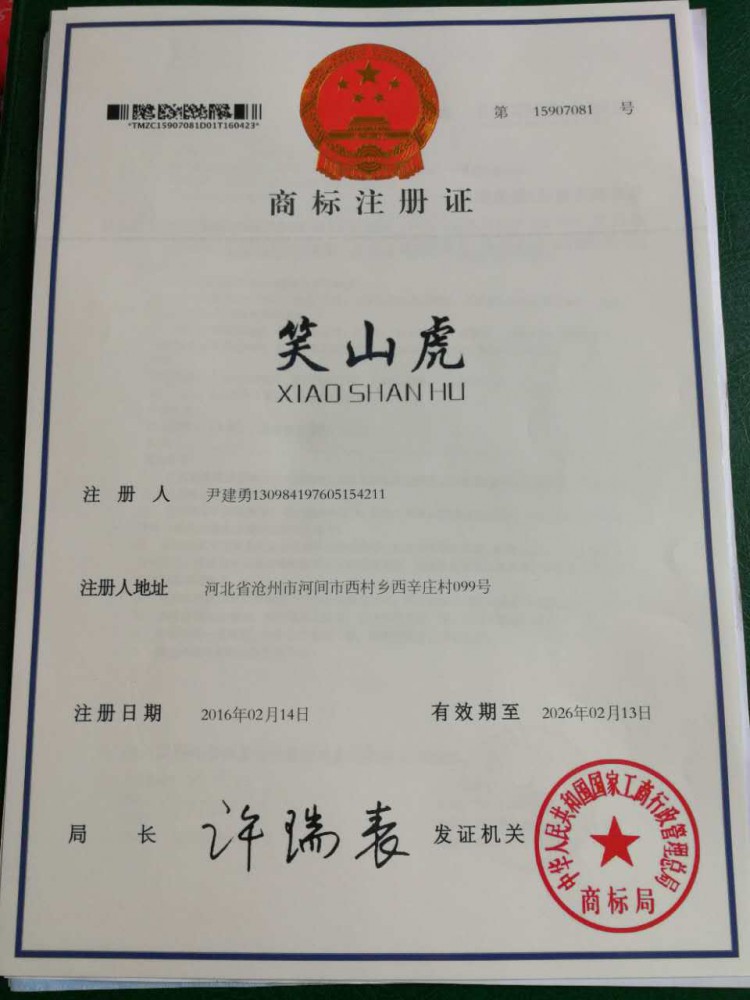 *TMZC15907081D01T160423*
第 15907081 号
商标注册证
笑山虎
XIAO SHAN HU
注册人 尹建勇130984197605154211
注册人地址 河北省沧州市河间市西村乡西辛庄村099号
注册日期 2016年02月14日 有效期至 2026年02月13日
局长 许瑞表 发证机关
中华人民共和国国家工商行政管理总局
商标局